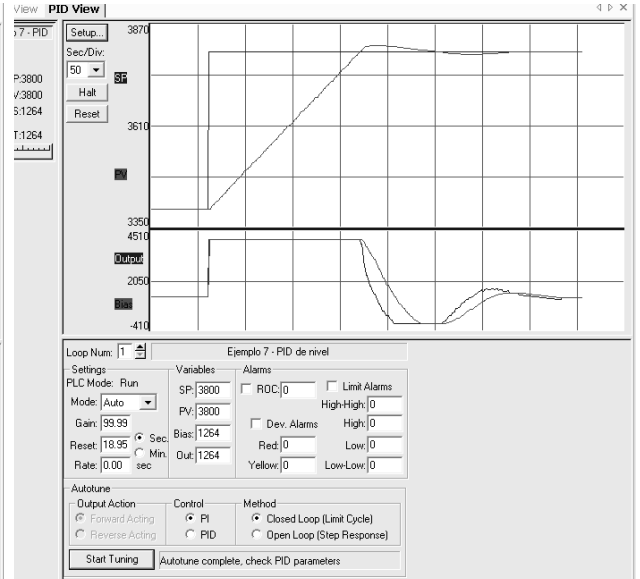 View PID View
7 - PID
Setup...
Sec/Div:
50
Halt
Reset
P:3800
V:3800
S:1264
T:1264
3870
SP
3610
PV
3350
4510
Output
2050
Bias
-410
Loop Num: 1 Ejemplo 7 - PID de nivel
Settings
PLC Mode: Run
Mode: Auto
Gain: 99.99
Reset: 18.95 Sec. Min.
Rate: 0.00 sec
Variables
SP: 3800
PV: 3800
Bias: 1264
Out: 1264
Alarms
ROC: 0 Limit Alarms
High-High: 0
Dev. Alarms High: 0
Red: 0 Low: 0
Yellow: 0 Low-Low: 0
Autotune
Output Action
Forward Acting
Reverse Acting
Control
PI
PID
Method
Closed Loop (Limit Cycle)
Open Loop (Step Response)
Start Tuning Autotune complete, check PID parameters